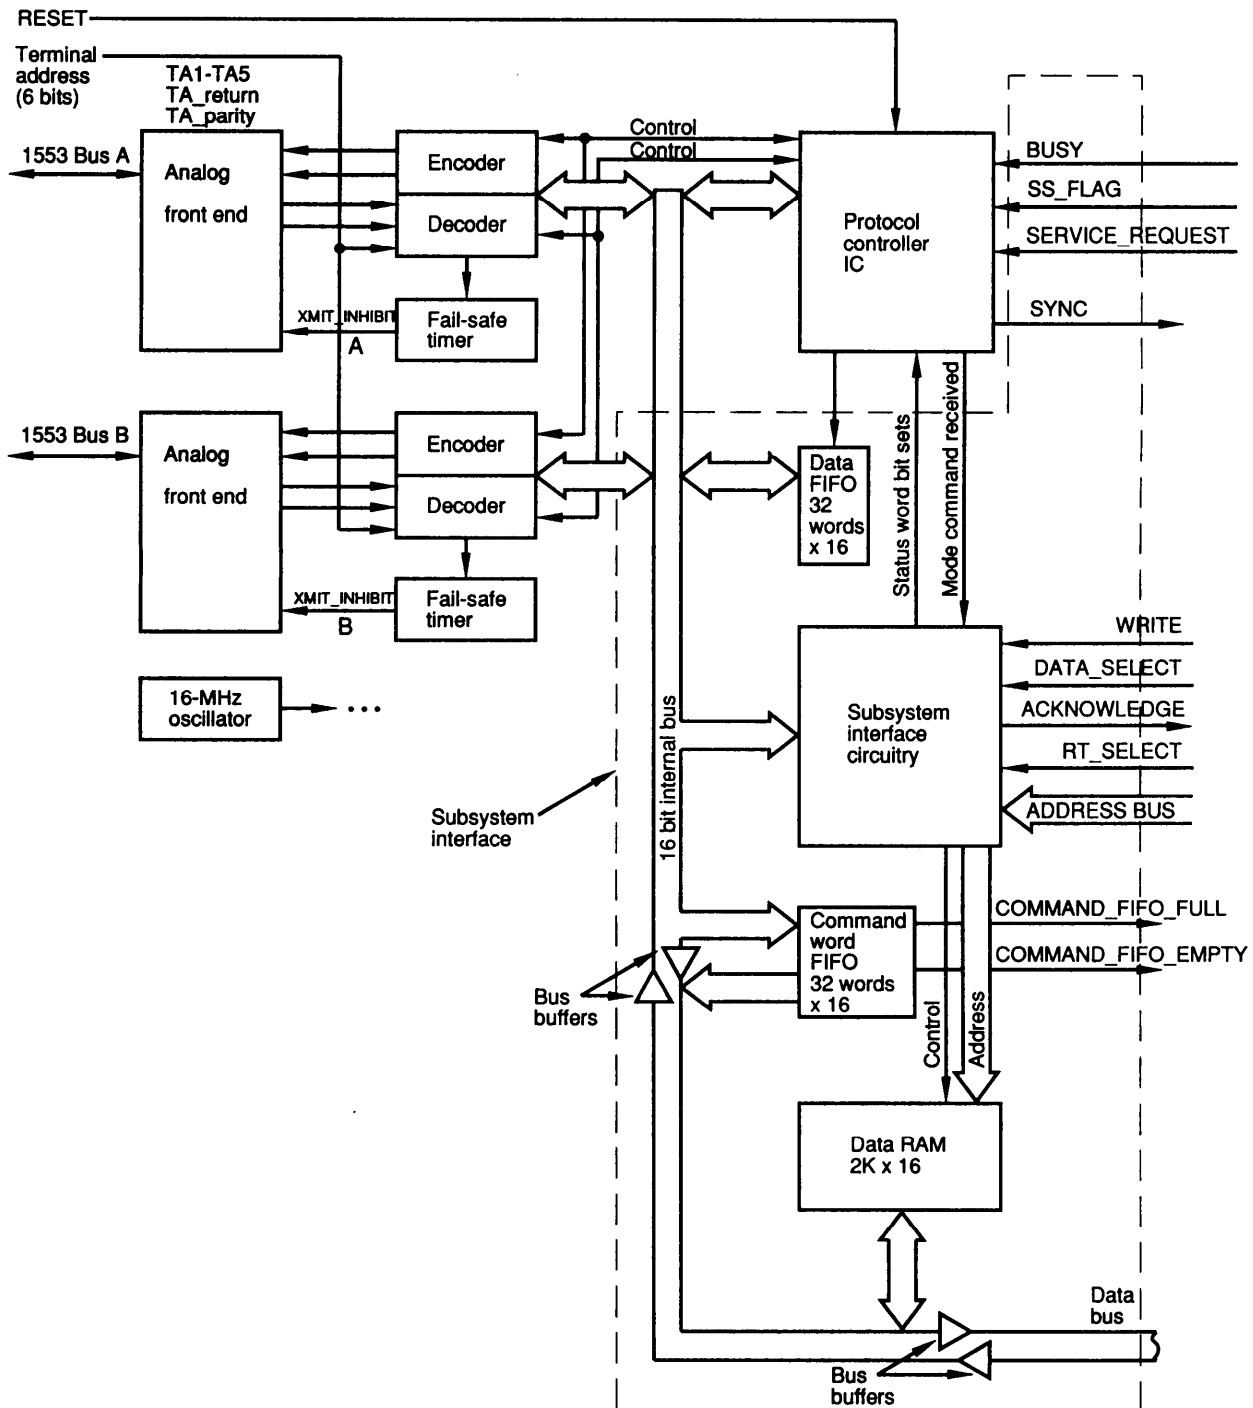 RESET
Terminal
address
(6 bits)
TA1-TA5
TA_return
TA_parity
1553 Bus A
Analog
front end
Encoder
Decoder
XMIT_INHIBIT
A
Fail-safe
timer
Control
Control
Protocol
controller
IC
BUSY
SS_FLAG
SERVICE_REQUEST
SYNC
1553 Bus B
Analog
front end
Encoder
Decoder
XMIT_INHIBIT
B
Fail-safe
timer
Data
FIFO
32
words
x 16
Status word bit sets
Mode command received
16-MHz
oscillator
16 bit internal bus
Subsystem
interface
Subsystem
interface
circuitry
WRITE
DATA_SELECT
ACKNOWLEDGE
RT_SELECT
ADDRESS BUS
Command
word
FIFO
32 words
x 16
COMMAND_FIFO_FULL
COMMAND_FIFO_EMPTY
Bus
buffers
Control
Address
Data RAM
2K x 16
Data
bus
Bus
buffers